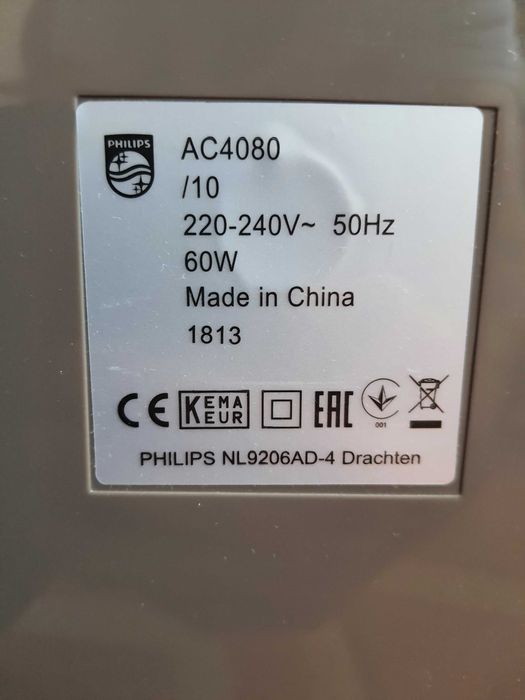 PHILIPS
AC4080
/10
220-240V~ 50Hz
60W
Made in China
1813
CE KEMA EUR EAC
001
PHILIPS NL9206AD-4 Drachten